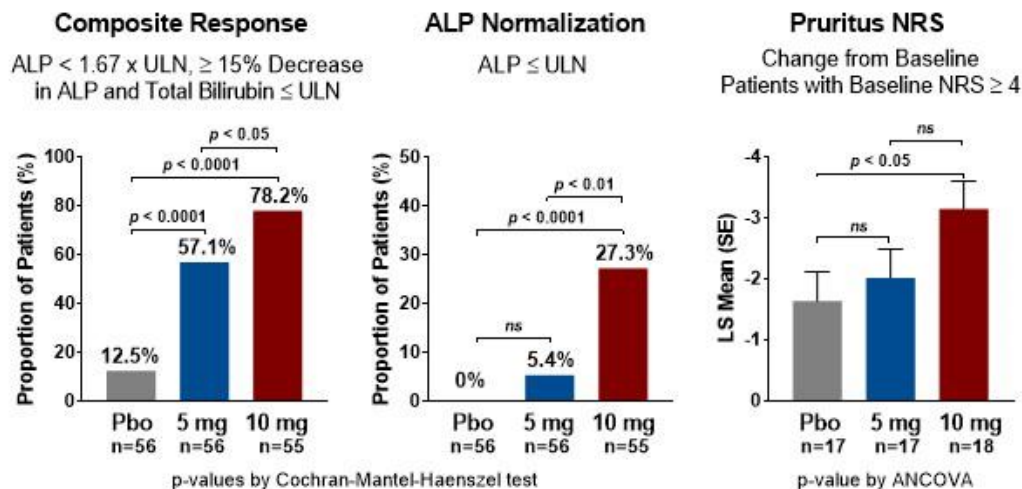 Composite Response
ALP < 1.67 x ULN, ≥ 15% Decrease
in ALP and Total Bilirubin ≤ ULN
p < 0.05
p < 0.0001
p < 0.0001
Proportion of Patients (%)
100
80
60
40
20
0
12.5%
57.1%
78.2%
Pbo 5 mg 10 mg
n=56 n=56 n=55
ALP Normalization
ALP ≤ ULN
p < 0.01
p < 0.0001
ns
Proportion of Patients (%)
50
40
30
20
10
0
0%
5.4%
27.3%
Pbo 5 mg 10 mg
n=56 n=56 n=55
p-values by Cochran-Mantel-Haenszel test
Pruritus NRS
Change from Baseline
Patients with Baseline NRS ≥ 4
ns
p < 0.05
ns
LS Mean (SE)
-4
-3
-2
-1
0
Pbo 5 mg 10 mg
n=17 n=17 n=18
p-value by ANCOVA